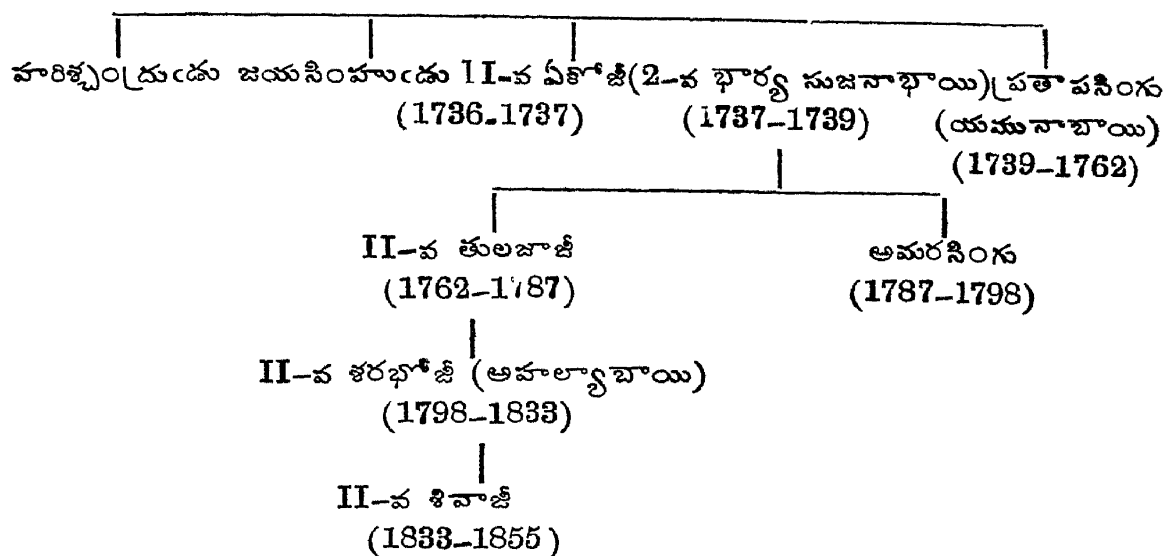 హరిశ్చంద్రుఁడు జయసింహుఁడు II-వ ఏకోజీ(2-వ భార్య సుజనాభాయి) ప్రతాపసింగు
(1736-1737) (1737-1739) (యమునాబాయి)
(1739-1762)
II-వ తులజాజీ అమరసింగు
(1762-1787) (1787-1798)
II-వ శరభోజీ (అహల్యాబాయి)
(1798-1833)
II-వ శివాజీ
(1833-1855)